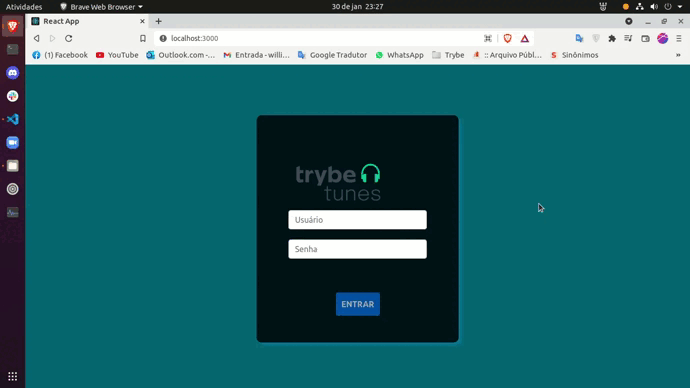 Atividades
Brave Web Browser
30 de jan 23:27
React App
localhost:3000
(1) Facebook
YouTube
Outlook.com -...
Entrada - willi...
Google Tradutor
WhatsApp
Trybe
:: Arquivo Públ...
Sinônimos
»
trybe
tunes
Usuário
Senha
ENTRAR